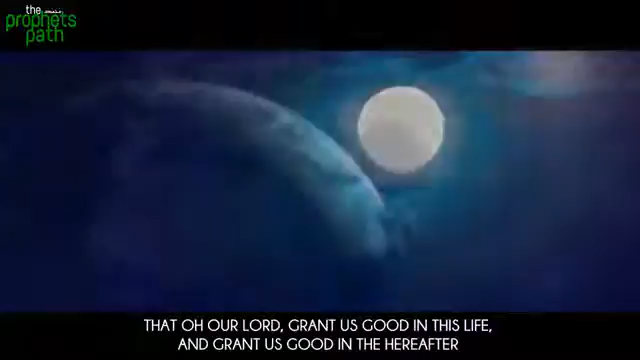 the
prophets
path
THAT OH OUR LORD, GRANT US GOOD IN THIS LIFE,
AND GRANT US GOOD IN THE HEREAFTER